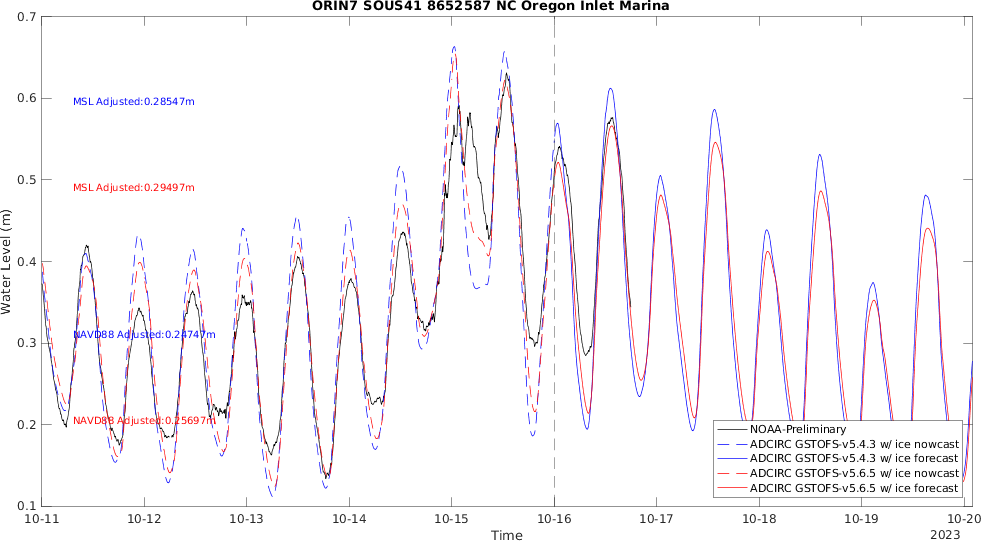 ORIN7 SOUS41 8652587 NC Oregon Inlet Marina
0.7
0.6
0.5
0.4
0.3
0.2
0.1
Water Level (m)
MSL Adjusted:0.28547m
MSL Adjusted:0.29497m
NAVD88 Adjusted:0.24747m
NAVD88 Adjusted:0.25697m
NOAA-Preliminary
ADCIRC GSTOFS-v5.4.3 w/ ice nowcast
ADCIRC GSTOFS-v5.4.3 w/ ice forecast
ADCIRC GSTOFS-v5.6.5 w/ ice nowcast
ADCIRC GSTOFS-v5.6.5 w/ ice forecast
10-11 10-12 10-13 10-14 10-15 10-16 10-17 10-18 10-19 10-20
Time
2023